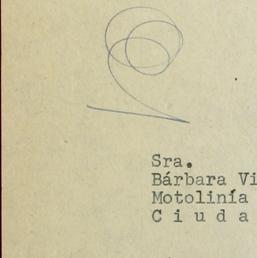 Sra.
Bárbara Vi
Motolinía
C i u d a